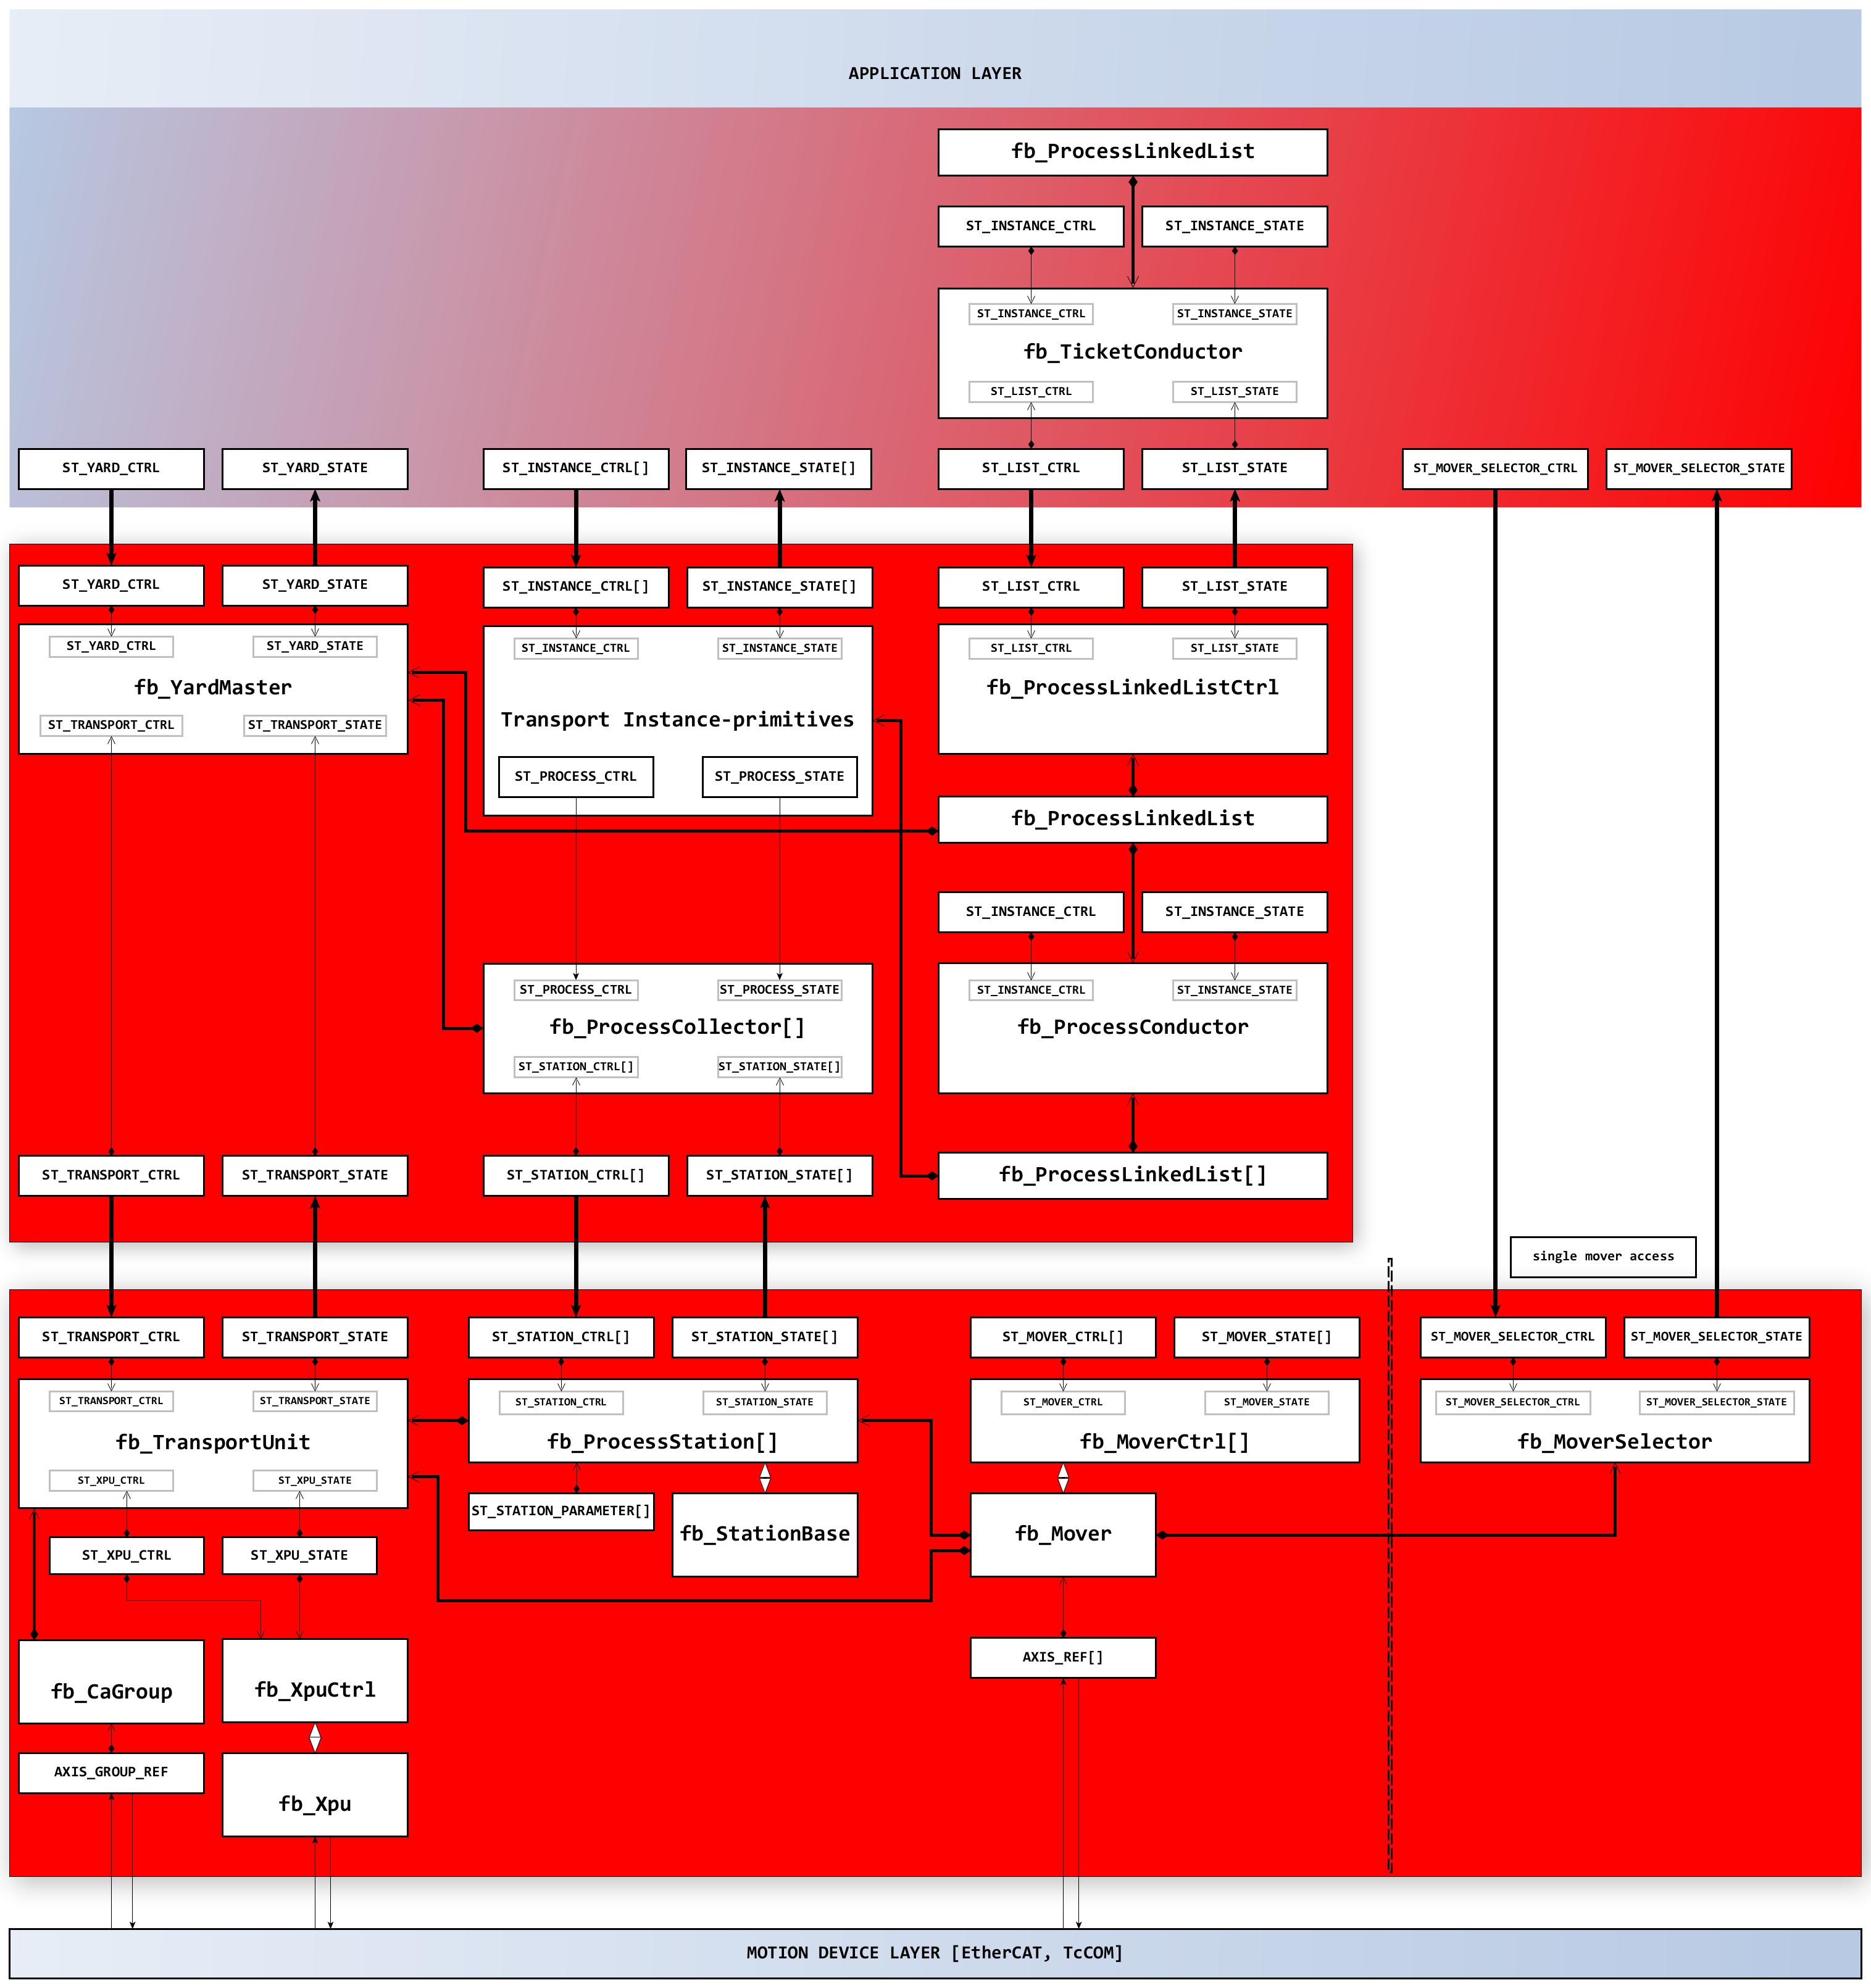 APPLICATION LAYER
fb_ProcessLinkedList
ST_INSTANCE_CTRL
ST_INSTANCE_STATE
ST_INSTANCE_CTRL
ST_INSTANCE_STATE
fb_TicketConductor
ST_LIST_CTRL
ST_LIST_STATE
ST_YARD_CTRL
ST_YARD_STATE
ST_INSTANCE_CTRL[]
ST_INSTANCE_STATE[]
ST_LIST_CTRL
ST_LIST_STATE
ST_MOVER_SELECTOR_CTRL
ST_MOVER_SELECTOR_STATE
ST_YARD_CTRL
ST_YARD_STATE
ST_INSTANCE_CTRL[]
ST_INSTANCE_STATE[]
ST_LIST_CTRL
ST_LIST_STATE
ST_YARD_CTRL
ST_YARD_STATE
ST_INSTANCE_CTRL
ST_INSTANCE_STATE
ST_LIST_CTRL
ST_LIST_STATE
fb_YardMaster
fb_ProcessLinkedListCtrl
ST_TRANSPORT_CTRL
ST_TRANSPORT_STATE
Transport Instance-primitives
ST_PROCESS_CTRL
ST_PROCESS_STATE
fb_ProcessLinkedList
ST_INSTANCE_CTRL
ST_INSTANCE_STATE
ST_PROCESS_CTRL
ST_PROCESS_STATE
ST_INSTANCE_CTRL
ST_INSTANCE_STATE
fb_ProcessCollector[]
fb_ProcessConductor
ST_STATION_CTRL[]
ST_STATION_STATE[]
ST_TRANSPORT_CTRL
ST_TRANSPORT_STATE
ST_STATION_CTRL[]
ST_STATION_STATE[]
fb_ProcessLinkedList[]
single mover access
ST_TRANSPORT_CTRL
ST_TRANSPORT_STATE
ST_STATION_CTRL[]
ST_STATION_STATE[]
ST_MOVER_CTRL[]
ST_MOVER_STATE[]
ST_MOVER_SELECTOR_CTRL
ST_MOVER_SELECTOR_STATE
ST_TRANSPORT_CTRL
ST_TRANSPORT_STATE
ST_STATION_CTRL
ST_STATION_STATE
ST_MOVER_CTRL
ST_MOVER_STATE
ST_MOVER_SELECTOR_CTRL
ST_MOVER_SELECTOR_STATE
fb_TransportUnit
fb_ProcessStation[]
fb_MoverCtrl[]
fb_MoverSelector
ST_XPU_CTRL
ST_XPU_STATE
ST_STATION_PARAMETER[]
fb_StationBase
fb_Mover
ST_XPU_CTRL
ST_XPU_STATE
AXIS_REF[]
fb_CaGroup
fb_XpuCtrl
AXIS_GROUP_REF
fb_Xpu
MOTION DEVICE LAYER [EtherCAT, TcCOM]